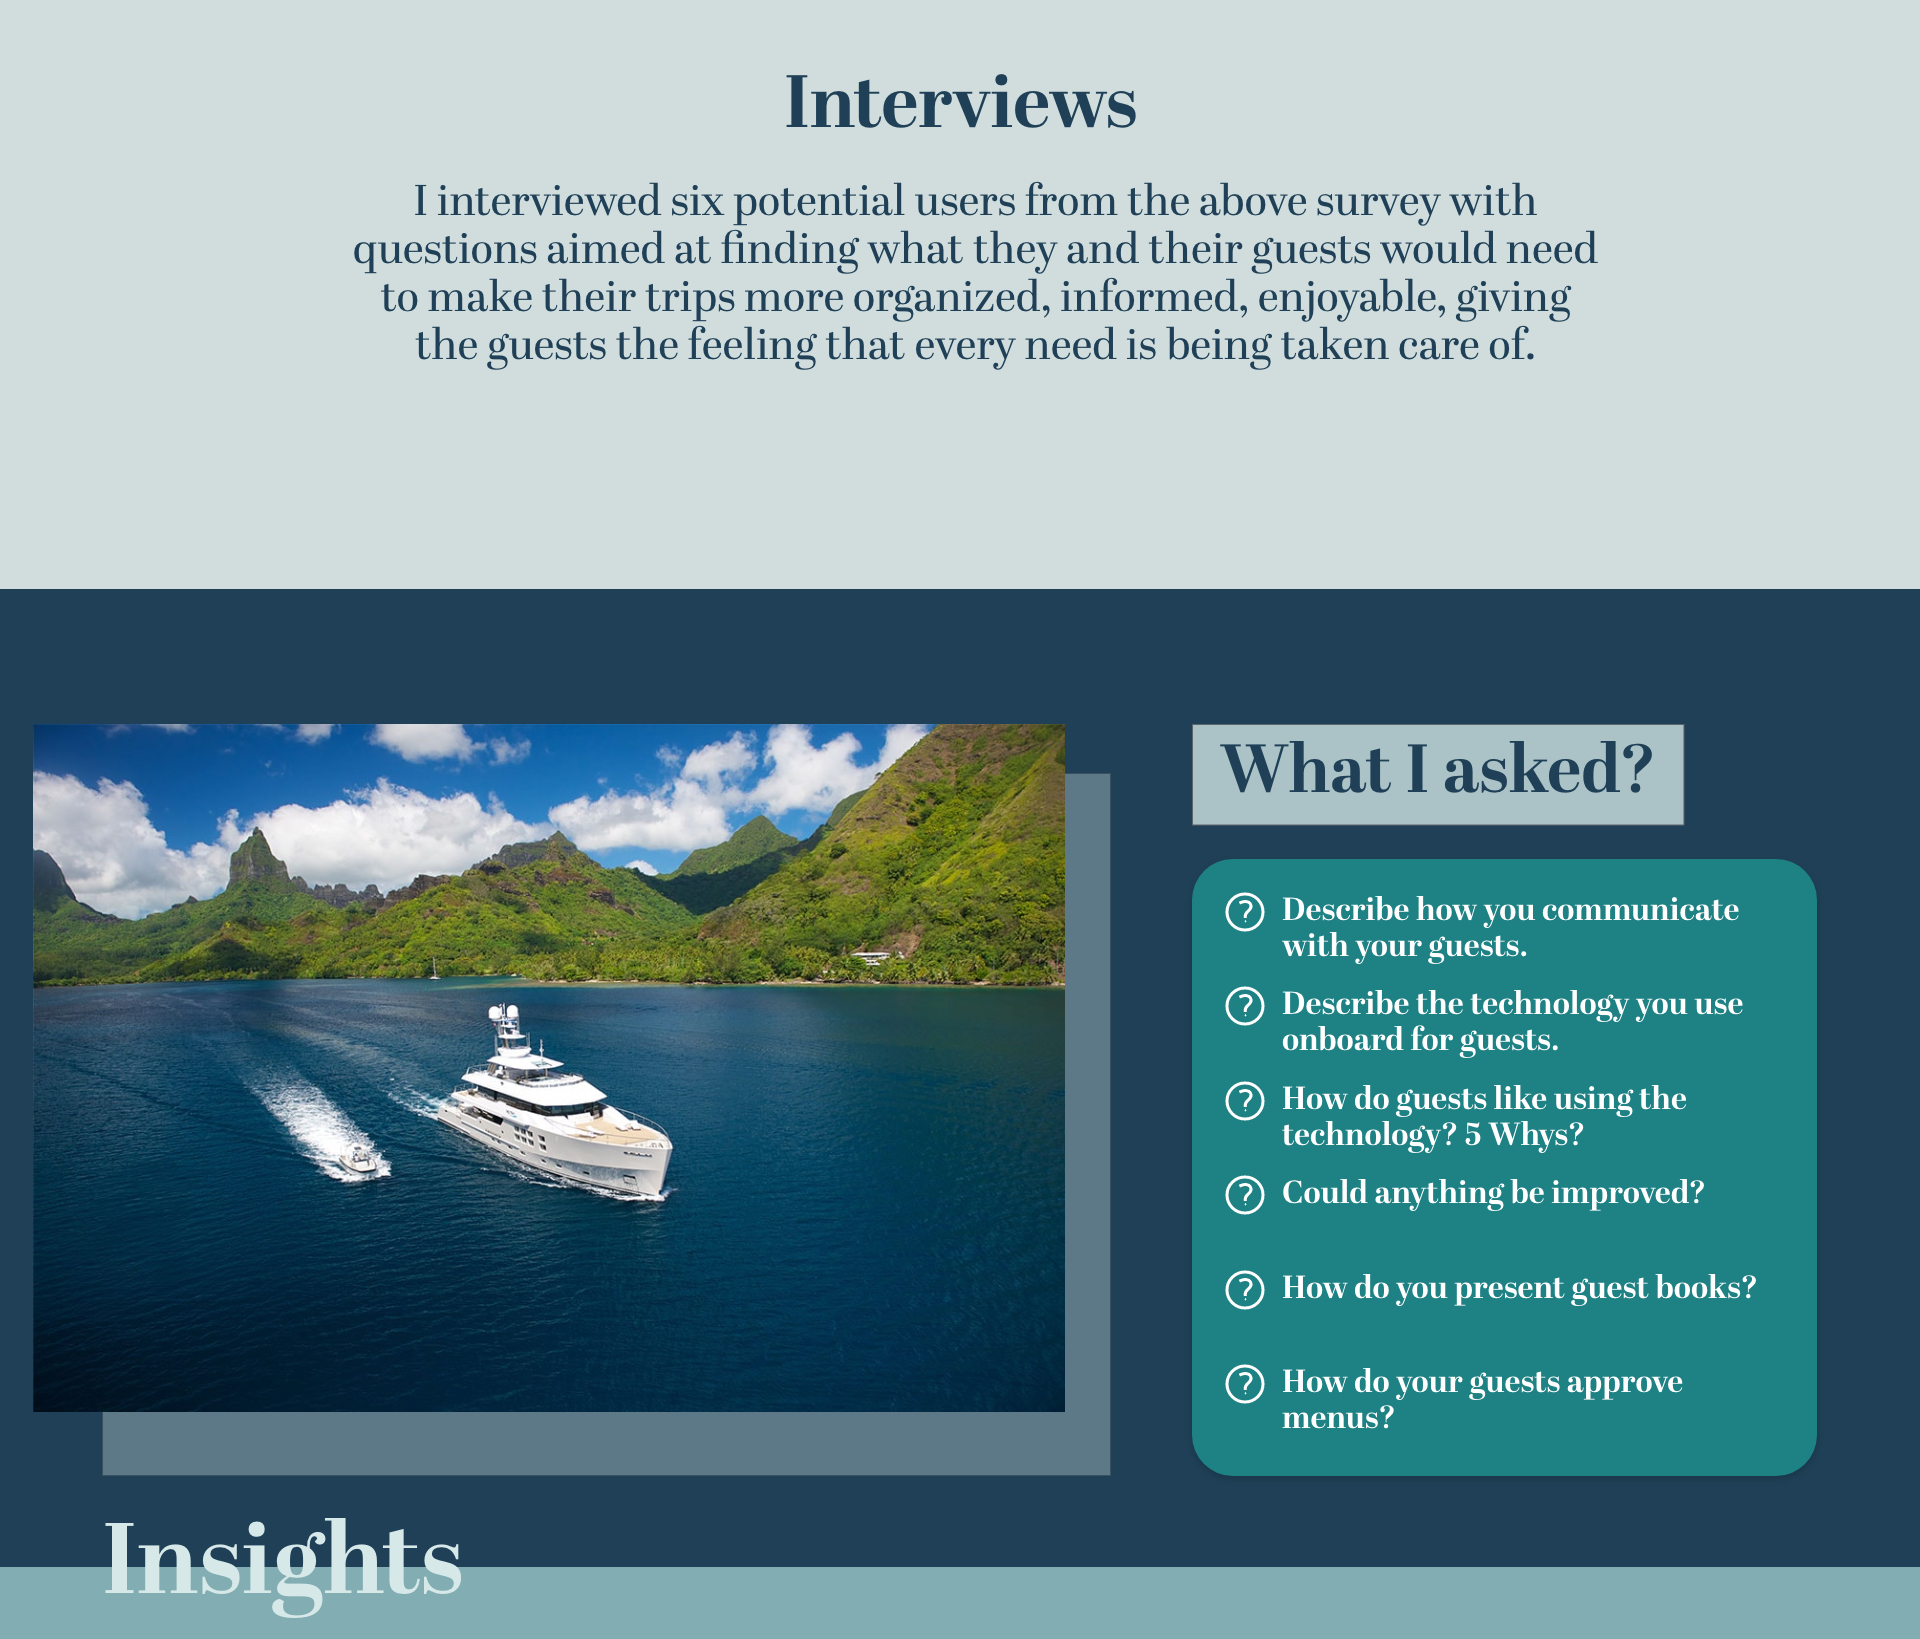 Interviews
I interviewed six potential users from the above survey with
questions aimed at finding what they and their guests would need
to make their trips more organized, informed, enjoyable, giving
the guests the feeling that every need is being taken care of.
What I asked?
Describe how you communicate
with your guests.
Describe the technology you use
onboard for guests.
How do guests like using the
technology? 5 Whys?
Could anything be improved?
How do you present guest books?
How do your guests approve
menus?
Insights